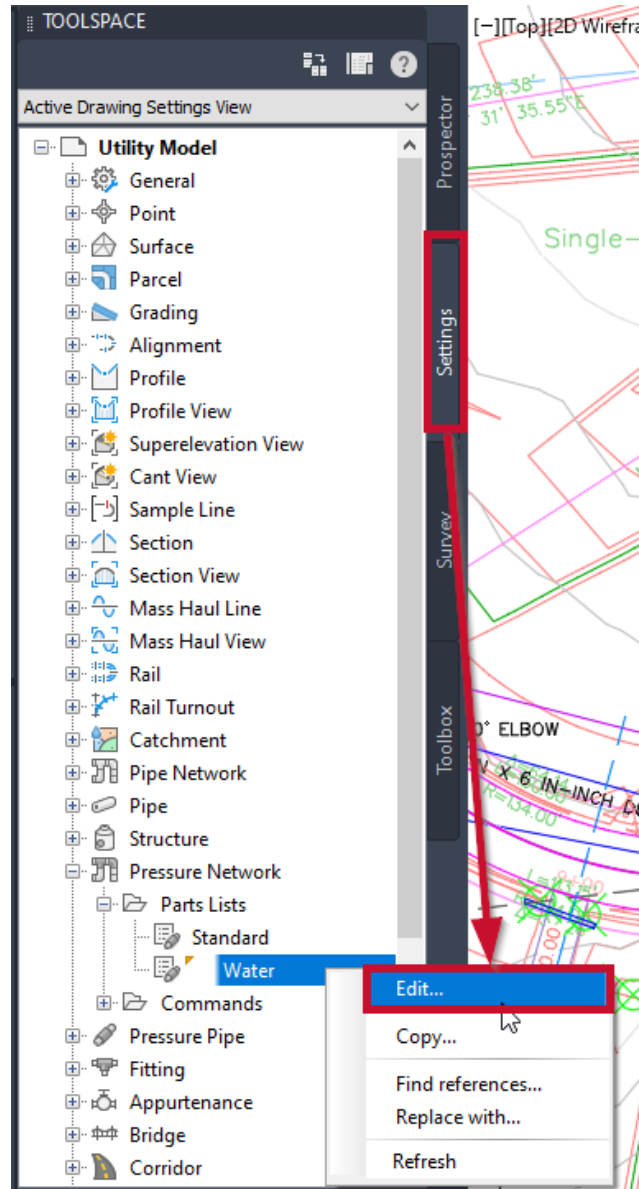 TOOLSPACE
Active Drawing Settings View
Utility Model
General
Point
Surface
Parcel
Grading
Alignment
Profile
Profile View
Superelevation View
Cant View
Sample Line
Section
Section View
Mass Haul Line
Mass Haul View
Rail
Rail Turnout
Catchment
Pipe Network
Pipe
Structure
Pressure Network
Parts Lists
Standard
Water
Commands
Pressure Pipe
Fitting
Appurtenance
Bridge
Corridor
Edit...
Copy...
Find references...
Replace with...
Refresh
Prospector
Settings
Survey
Toolbox
[−][Top][2D Wirefra
238.38'
31' 35.55"E
Single-
0° ELBOW
N X 6 IN-INCH
R=134.00'